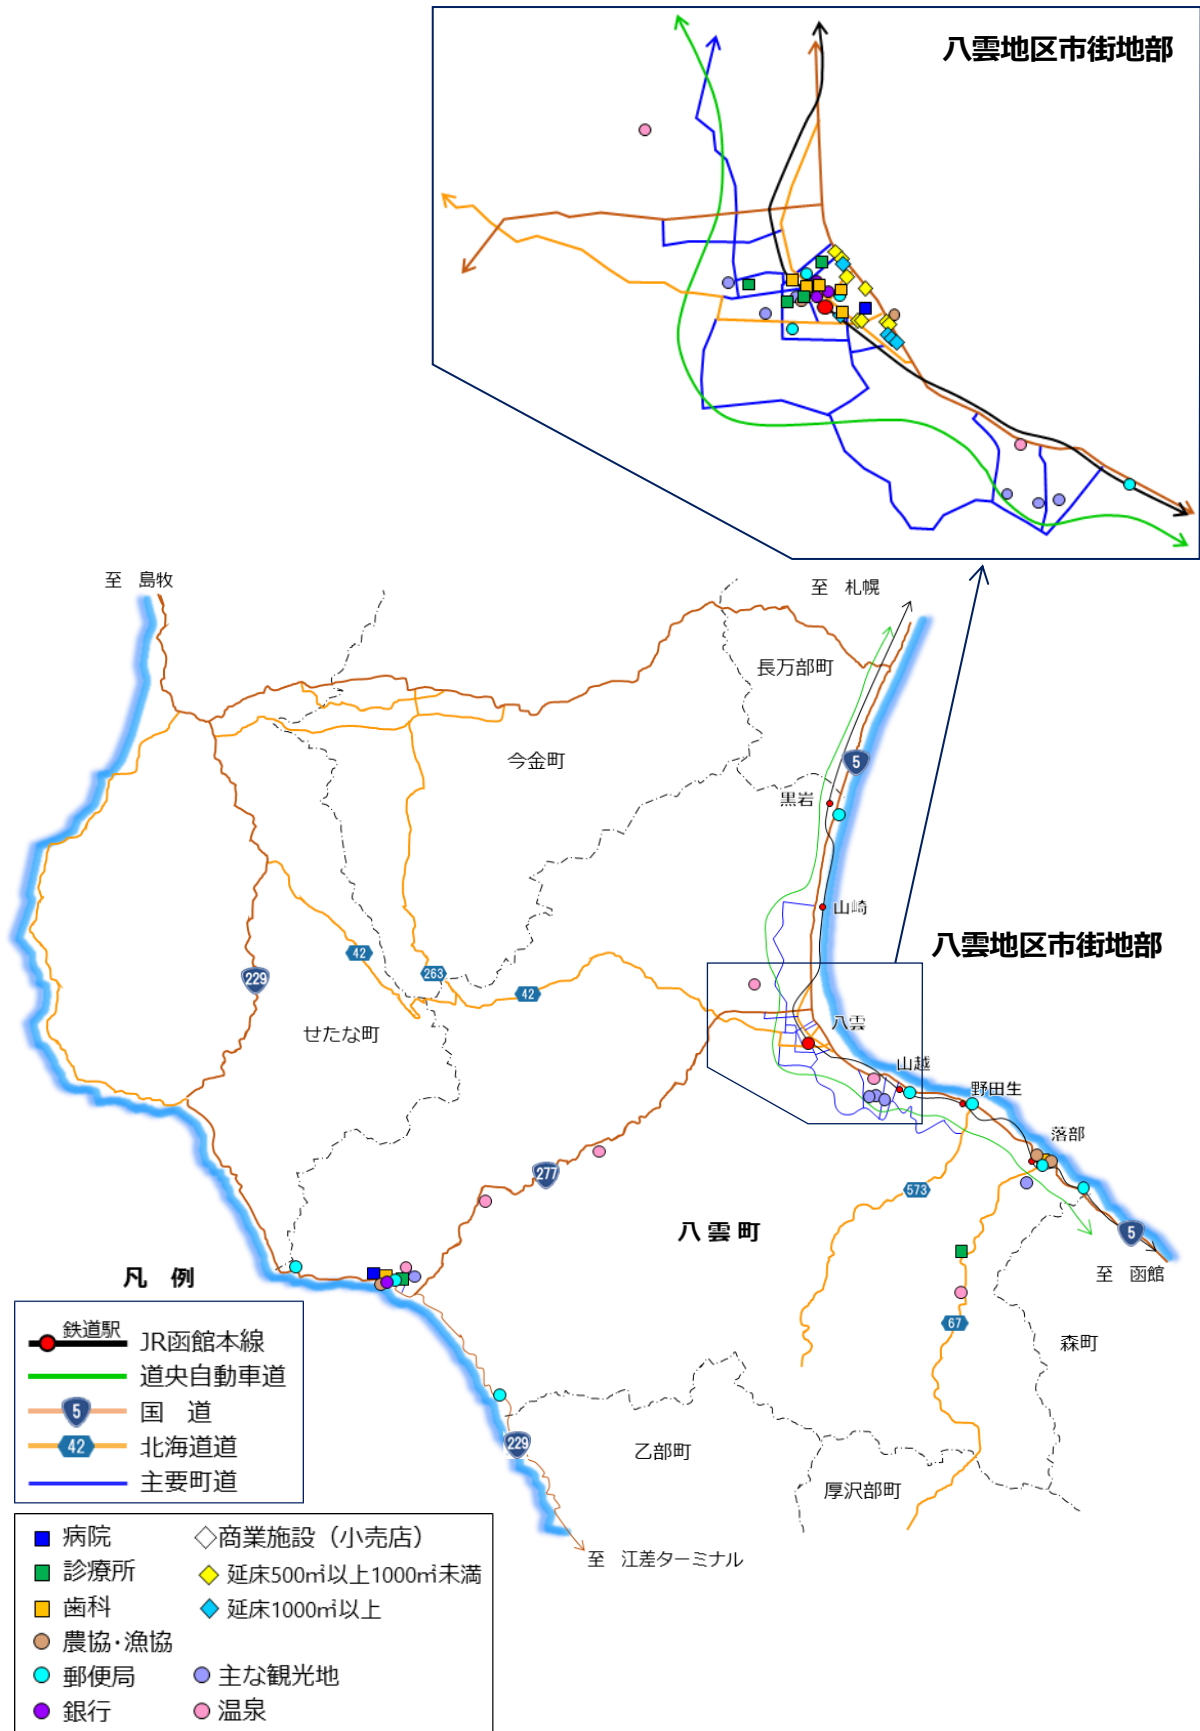 八雲地区市街地部
至　島牧
至　札幌
長万部町
今金町
5
黒岩
山崎
八雲地区市街地部
42
263
229
42
せたな町
八雲
山越
野田生
落部
277
573
八雲町
5
至　函館
凡　例
鉄道駅
JR函館本線
道央自動車道
5
国　道
42
北海道道
主要町道
67
森町
229
乙部町
厚沢部町
至　江差ターミナル
病院
診療所
歯科
農協・漁協
郵便局
銀行
商業施設（小売店）
延床500㎡以上1000㎡未満
延床1000㎡以上
主な観光地
温泉